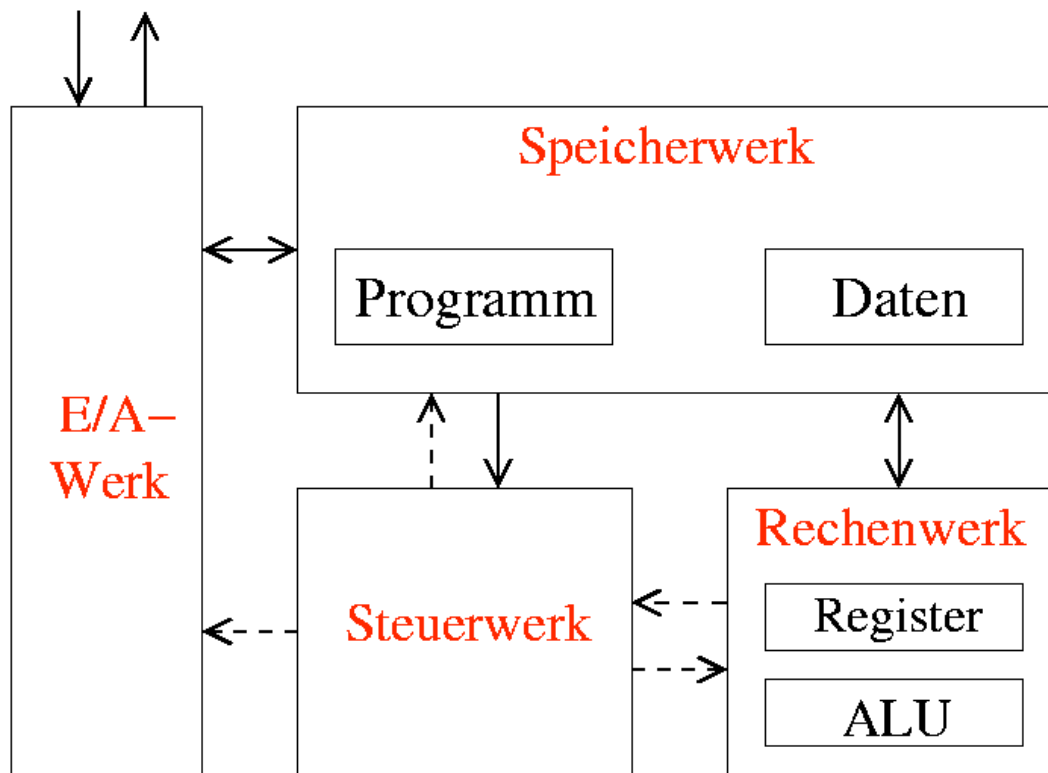 Speicherwerk
Programm
Daten
E/A–
Werk
Steuerwerk
Rechenwerk
Register
ALU